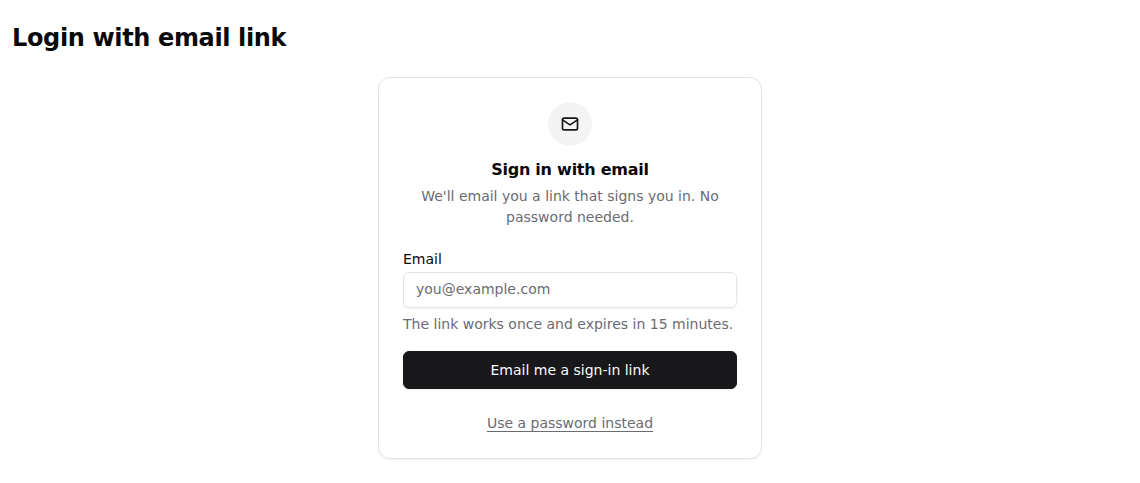 Login with email link
Sign in with email
We'll email you a link that signs you in. No
password needed.
Email
you@example.com
The link works once and expires in 15 minutes.
Email me a sign-in link
Use a password instead